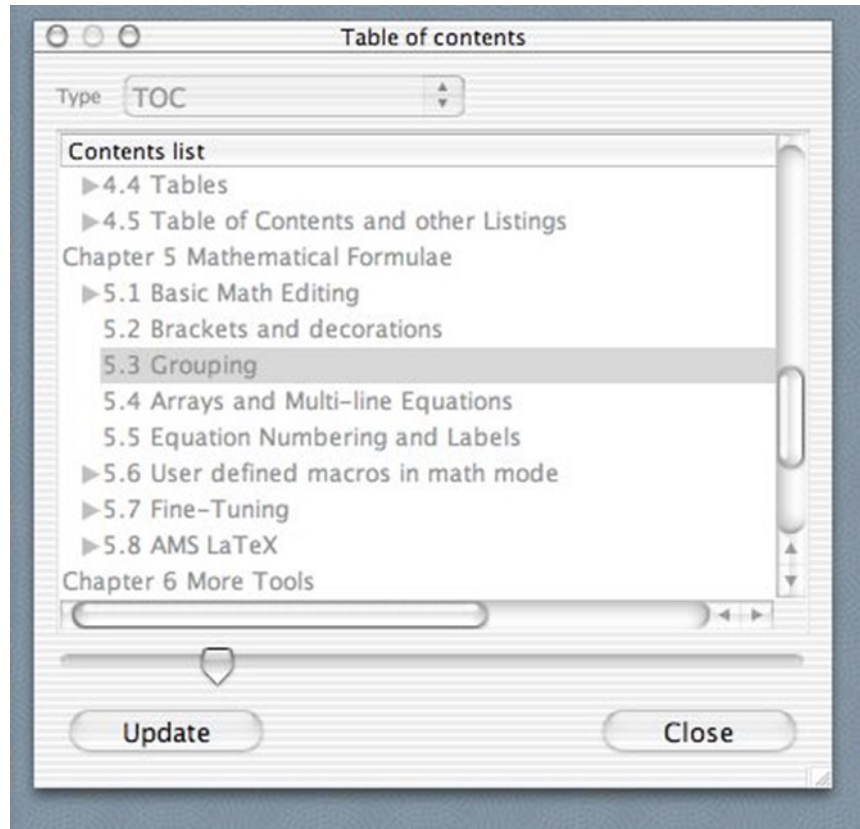 Table of contents
Type TOC
Contents list
4.4 Tables
4.5 Table of Contents and other Listings
Chapter 5 Mathematical Formulae
5.1 Basic Math Editing
5.2 Brackets and decorations
5.3 Grouping
5.4 Arrays and Multi-line Equations
5.5 Equation Numbering and Labels
5.6 User defined macros in math mode
5.7 Fine-Tuning
5.8 AMS LaTeX
Chapter 6 More Tools
Update Close